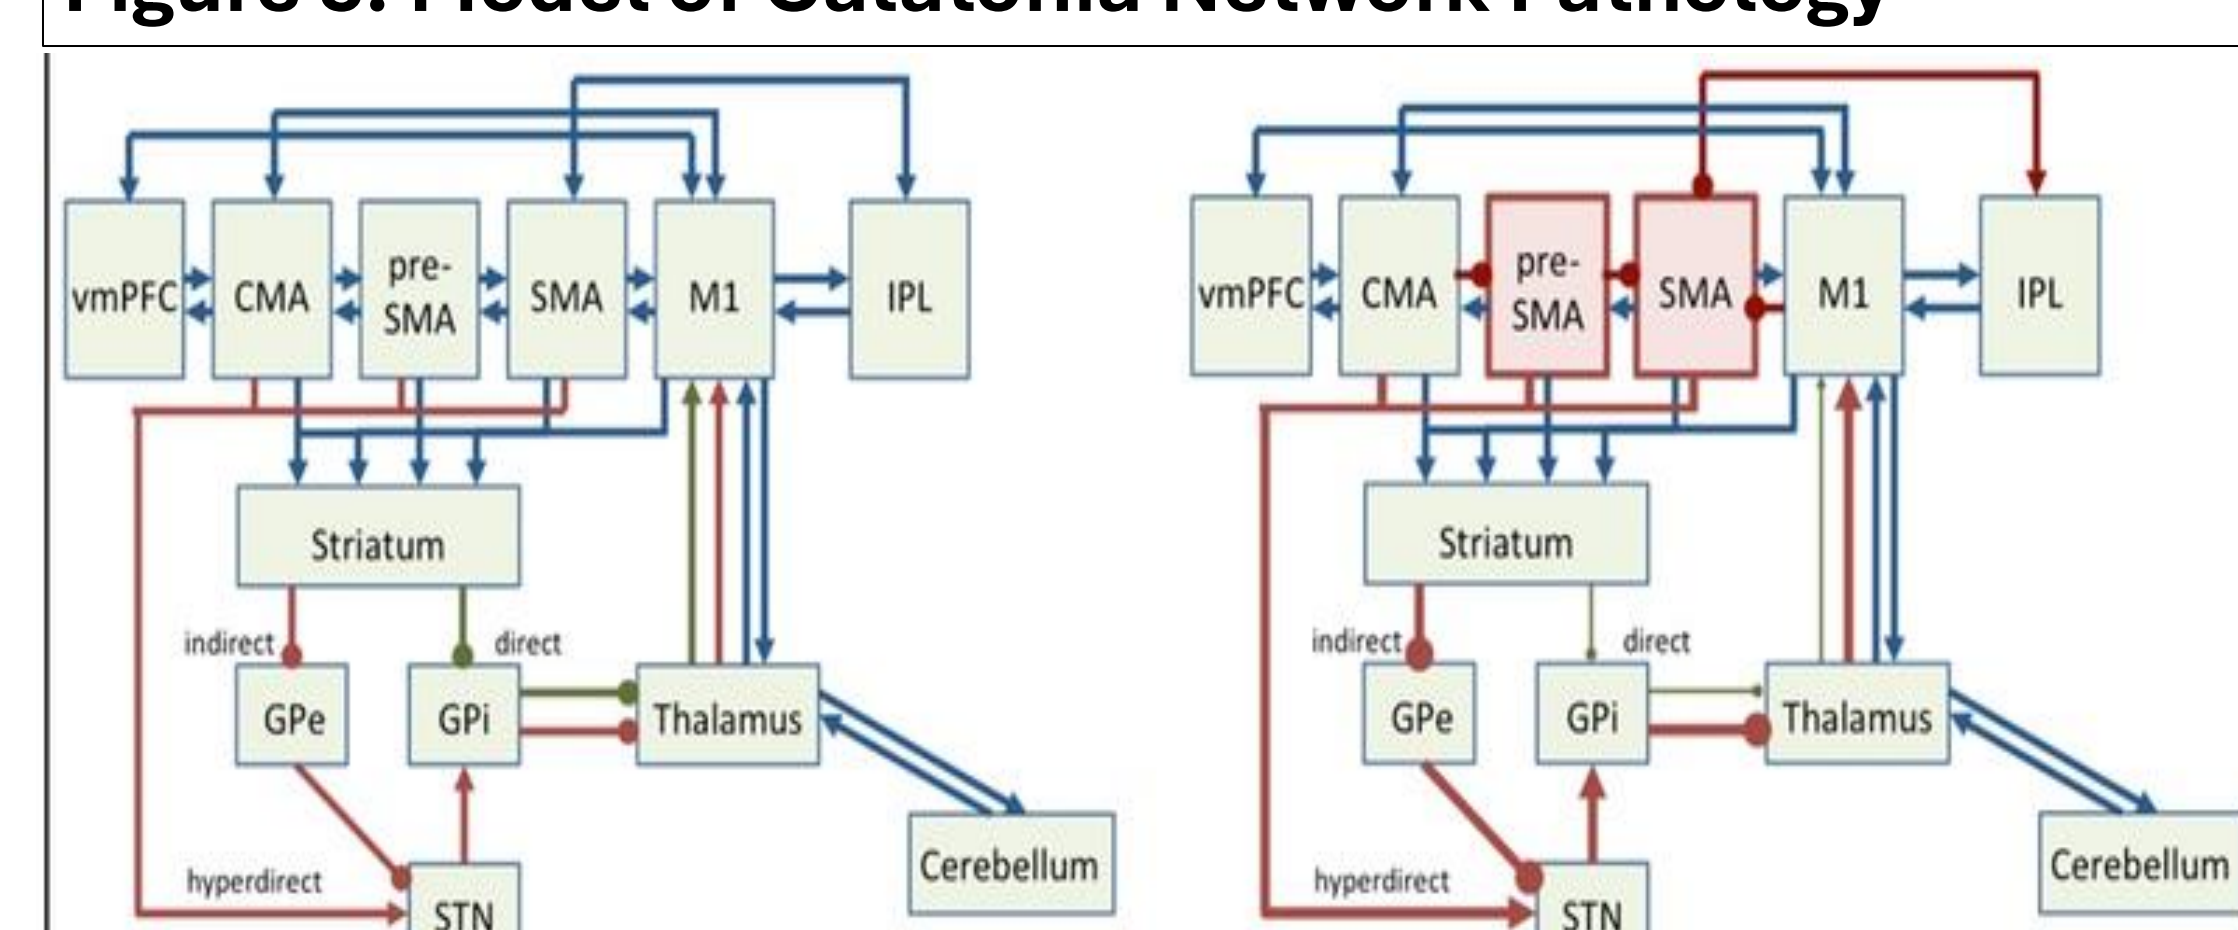 Figure 3. Model of Catatonia Network Pathology
vmPFC CMA pre-SMA SMA M1 IPL
Striatum
indirect direct
GPe GPi Thalamus
Cerebellum
hyperdirect
STN
vmPFC CMA pre-SMA SMA M1 IPL
Striatum
indirect direct
GPe GPi Thalamus
Cerebellum
hyperdirect
STN